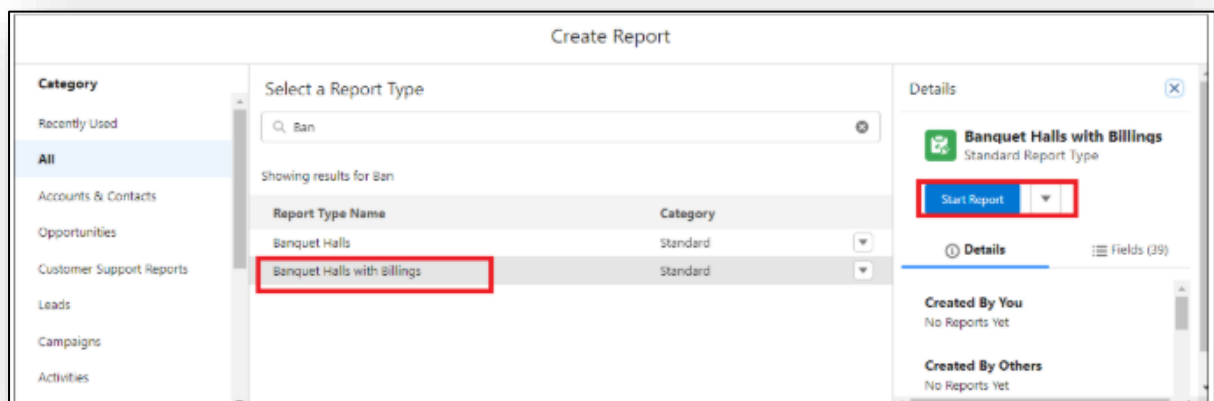 Create Report
Category
Recently Used
All
Accounts & Contacts
Opportunities
Customer Support Reports
Leads
Campaigns
Activities
Select a Report Type
Ban
Showing results for Ban
Report Type Name Category
Banquet Halls Standard
Banquet Halls with Billings Standard
Details
Banquet Halls with Billings
Standard Report Type
Start Report
Details Fields (39)
Created By You
No Reports Yet
Created By Others
No Reports Yet